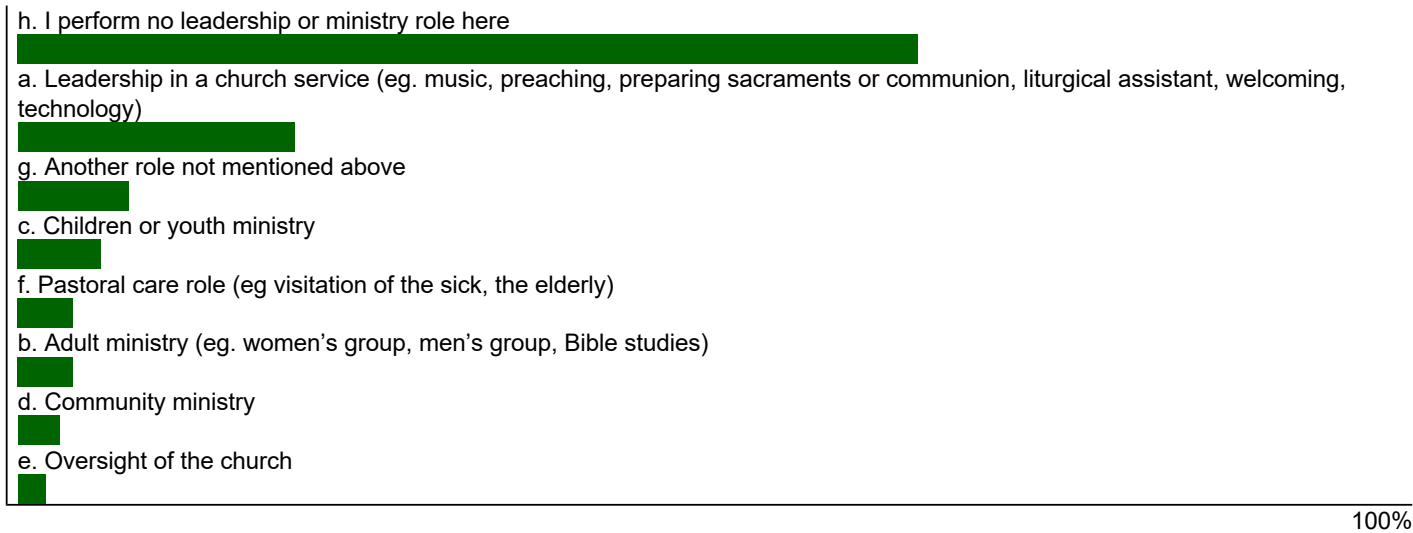 h. I perform no leadership or ministry role here
a. Leadership in a church service (eg. music, preaching, preparing sacraments or communion, liturgical assistant, welcoming,
technology)
g. Another role not mentioned above
c. Children or youth ministry
f. Pastoral care role (eg visitation of the sick, the elderly)
b. Adult ministry (eg. women’s group, men’s group, Bible studies)
d. Community ministry
e. Oversight of the church
100%